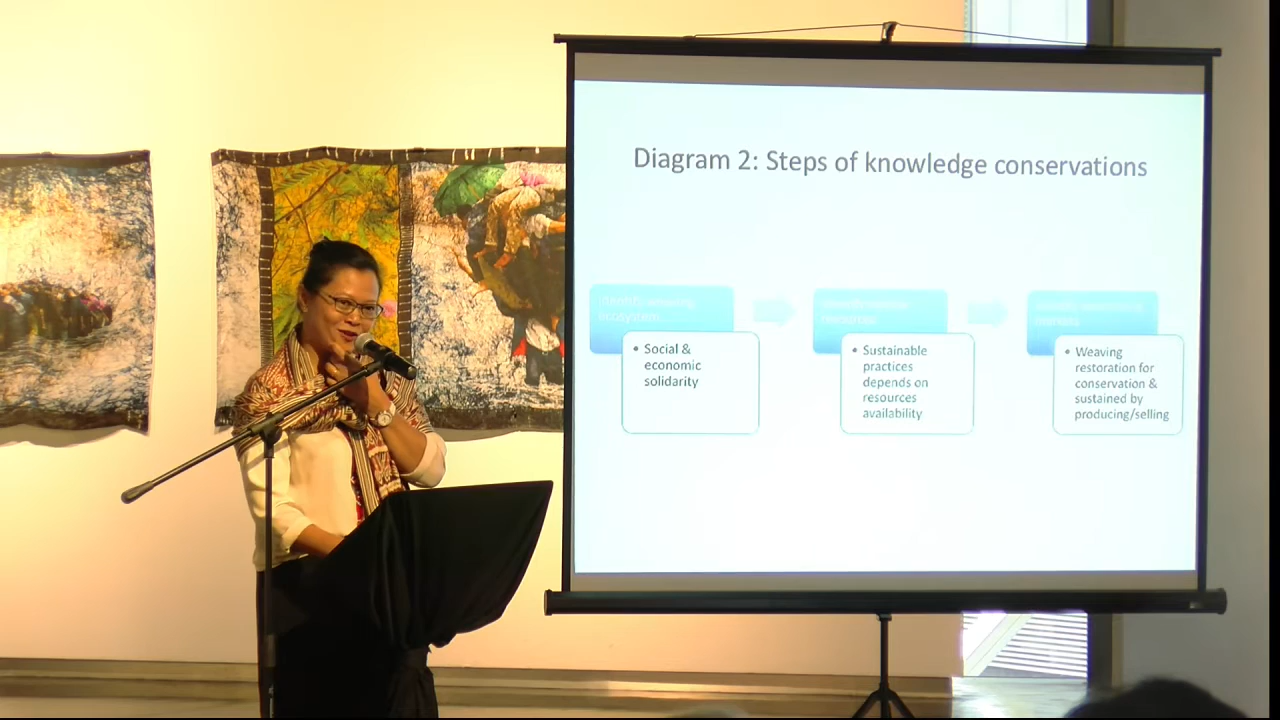 Diagram 2: Steps of knowledge conservations
ecosystem
• Social &
economic
solidarity
• Sustainable
practices
depends on
resources
availability
• Weaving
restoration for
conservation &
sustained by
producing/selling